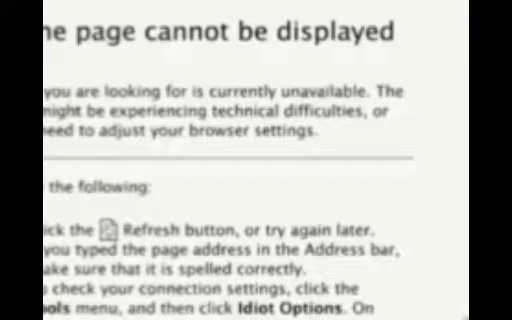 he page cannot be displayed
you are looking for is currently unavailable. The
might be experiencing technical difficulties, or
need to adjust your browser settings.
the following:
ick the Refresh button, or try again later.
you typed the page address in the Address bar,
ake sure that it is spelled correctly.
check your connection settings, click the
ols menu, and then click Idiot Options. On